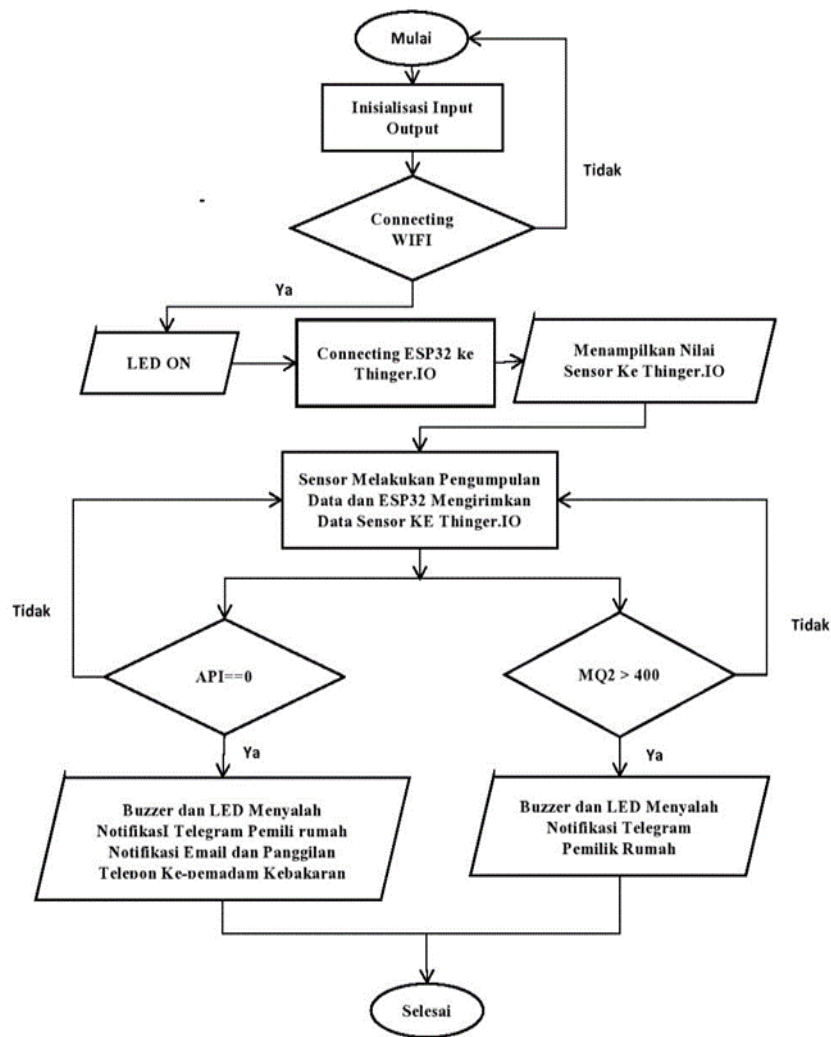 Mulai
Inisialisasi Input
Output
Tidak
Connecting
WIFI
Ya
LED ON
Connecting ESP32 ke
Thinger.IO
Menampilkan Nilai
Sensor Ke Thinger.IO
Sensor Melakukan Pengumpulan
Data dan ESP32 Mengirimkan
Data Sensor KE Thinger.IO
Tidak
Tidak
API==0
MQ2 > 400
Ya
Ya
Buzzer dan LED Menyalah
NotifikasI Telegram Pemili rumah
Notifikasi Email dan Panggilan
Telepon Ke-pemadam Kebakaran
Buzzer dan LED Menyalah
Notifikasi Telegram
Pemilik Rumah
Selesai